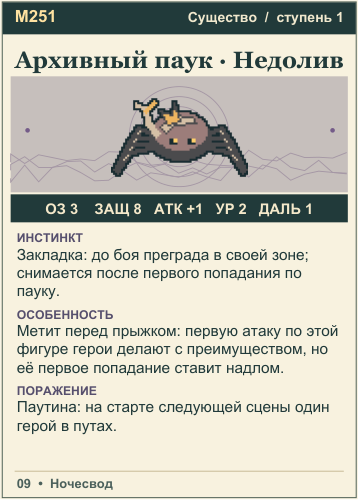 M251
Существо / ступень 1
Архивный паук · Недолив
ОЗ 3 ЗАЩ 8 АТК +1 УР 2 ДАЛЬ 1
ИНСТИНКТ
Закладка: до боя преграда в своей зоне;
снимается после первого попадания по
пауку.
ОСОБЕННОСТЬ
Метит перед прыжком: первую атаку по этой
фигуре герои делают с преимуществом, но
её первое попадание ставит надлом.
ПОРАЖЕНИЕ
Паутина: на старте следующей сцены один
герой в путах.
09 • Ночесвод